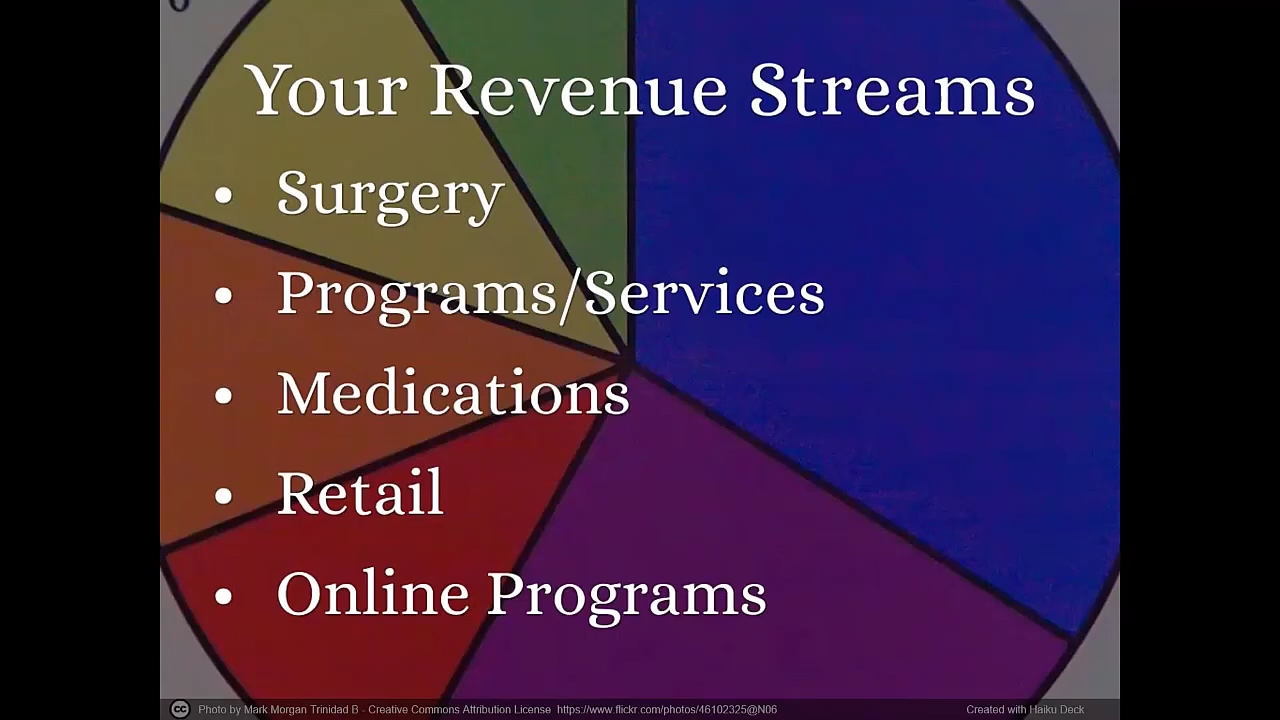 Your Revenue Streams
• Surgery
• Programs/Services
• Medications
• Retail
• Online Programs
cc Photo by Mark Morgan Trinidad B - Creative Commons Attribution License https://www.flickr.com/photos/46102325@N06 Created with Haiku Deck